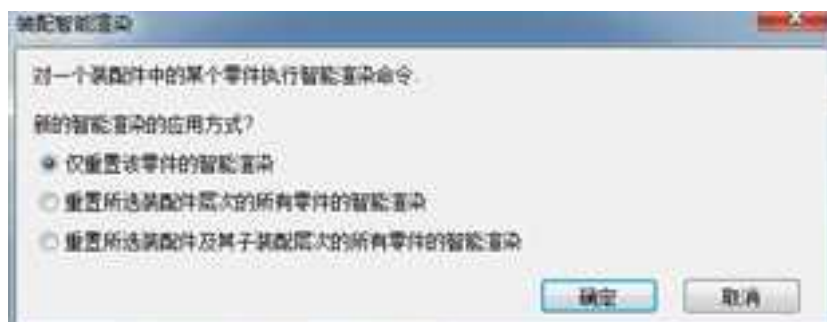 装配智能渲染
对一个装配件中的某个零件执行智能渲染命令.
新的智能渲染的应用方式?
仅重置该零件的智能渲染
重置所选装配件层次的所有零件的智能渲染
重置所选装配件及其子装配层次的所有零件的智能渲染
确定
取消